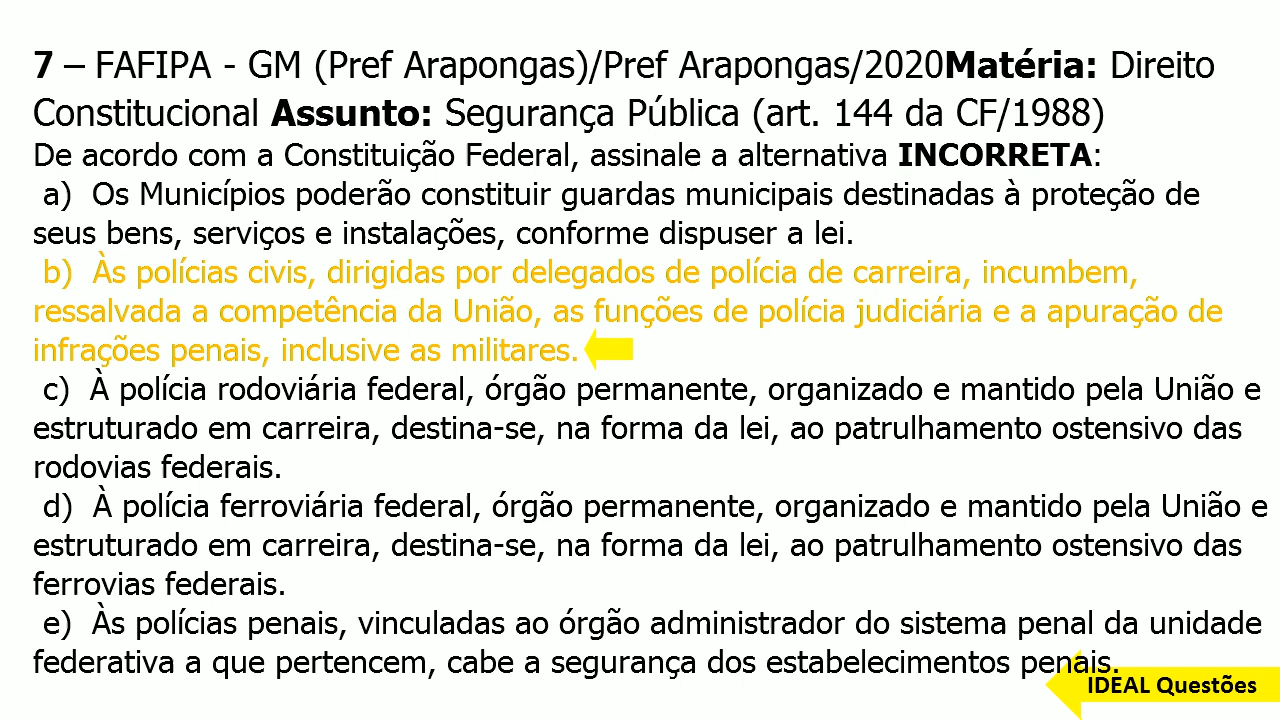 7 – FAFIPA - GM (Pref Arapongas)/Pref Arapongas/2020Matéria: Direito
Constitucional Assunto: Segurança Pública (art. 144 da CF/1988)
De acordo com a Constituição Federal, assinale a alternativa INCORRETA:
a) Os Municípios poderão constituir guardas municipais destinadas à proteção de
seus bens, serviços e instalações, conforme dispuser a lei.
b) Às polícias civis, dirigidas por delegados de polícia de carreira, incumbem,
ressalvada a competência da União, as funções de polícia judiciária e a apuração de
infrações penais, inclusive as militares.
c) À polícia rodoviária federal, órgão permanente, organizado e mantido pela União e
estruturado em carreira, destina-se, na forma da lei, ao patrulhamento ostensivo das
rodovias federais.
d) À polícia ferroviária federal, órgão permanente, organizado e mantido pela União e
estruturado em carreira, destina-se, na forma da lei, ao patrulhamento ostensivo das
ferrovias federais.
e) Às polícias penais, vinculadas ao órgão administrador do sistema penal da unidade
federativa a que pertencem, cabe a segurança dos estabelecimentos penais.
IDEAL Questões